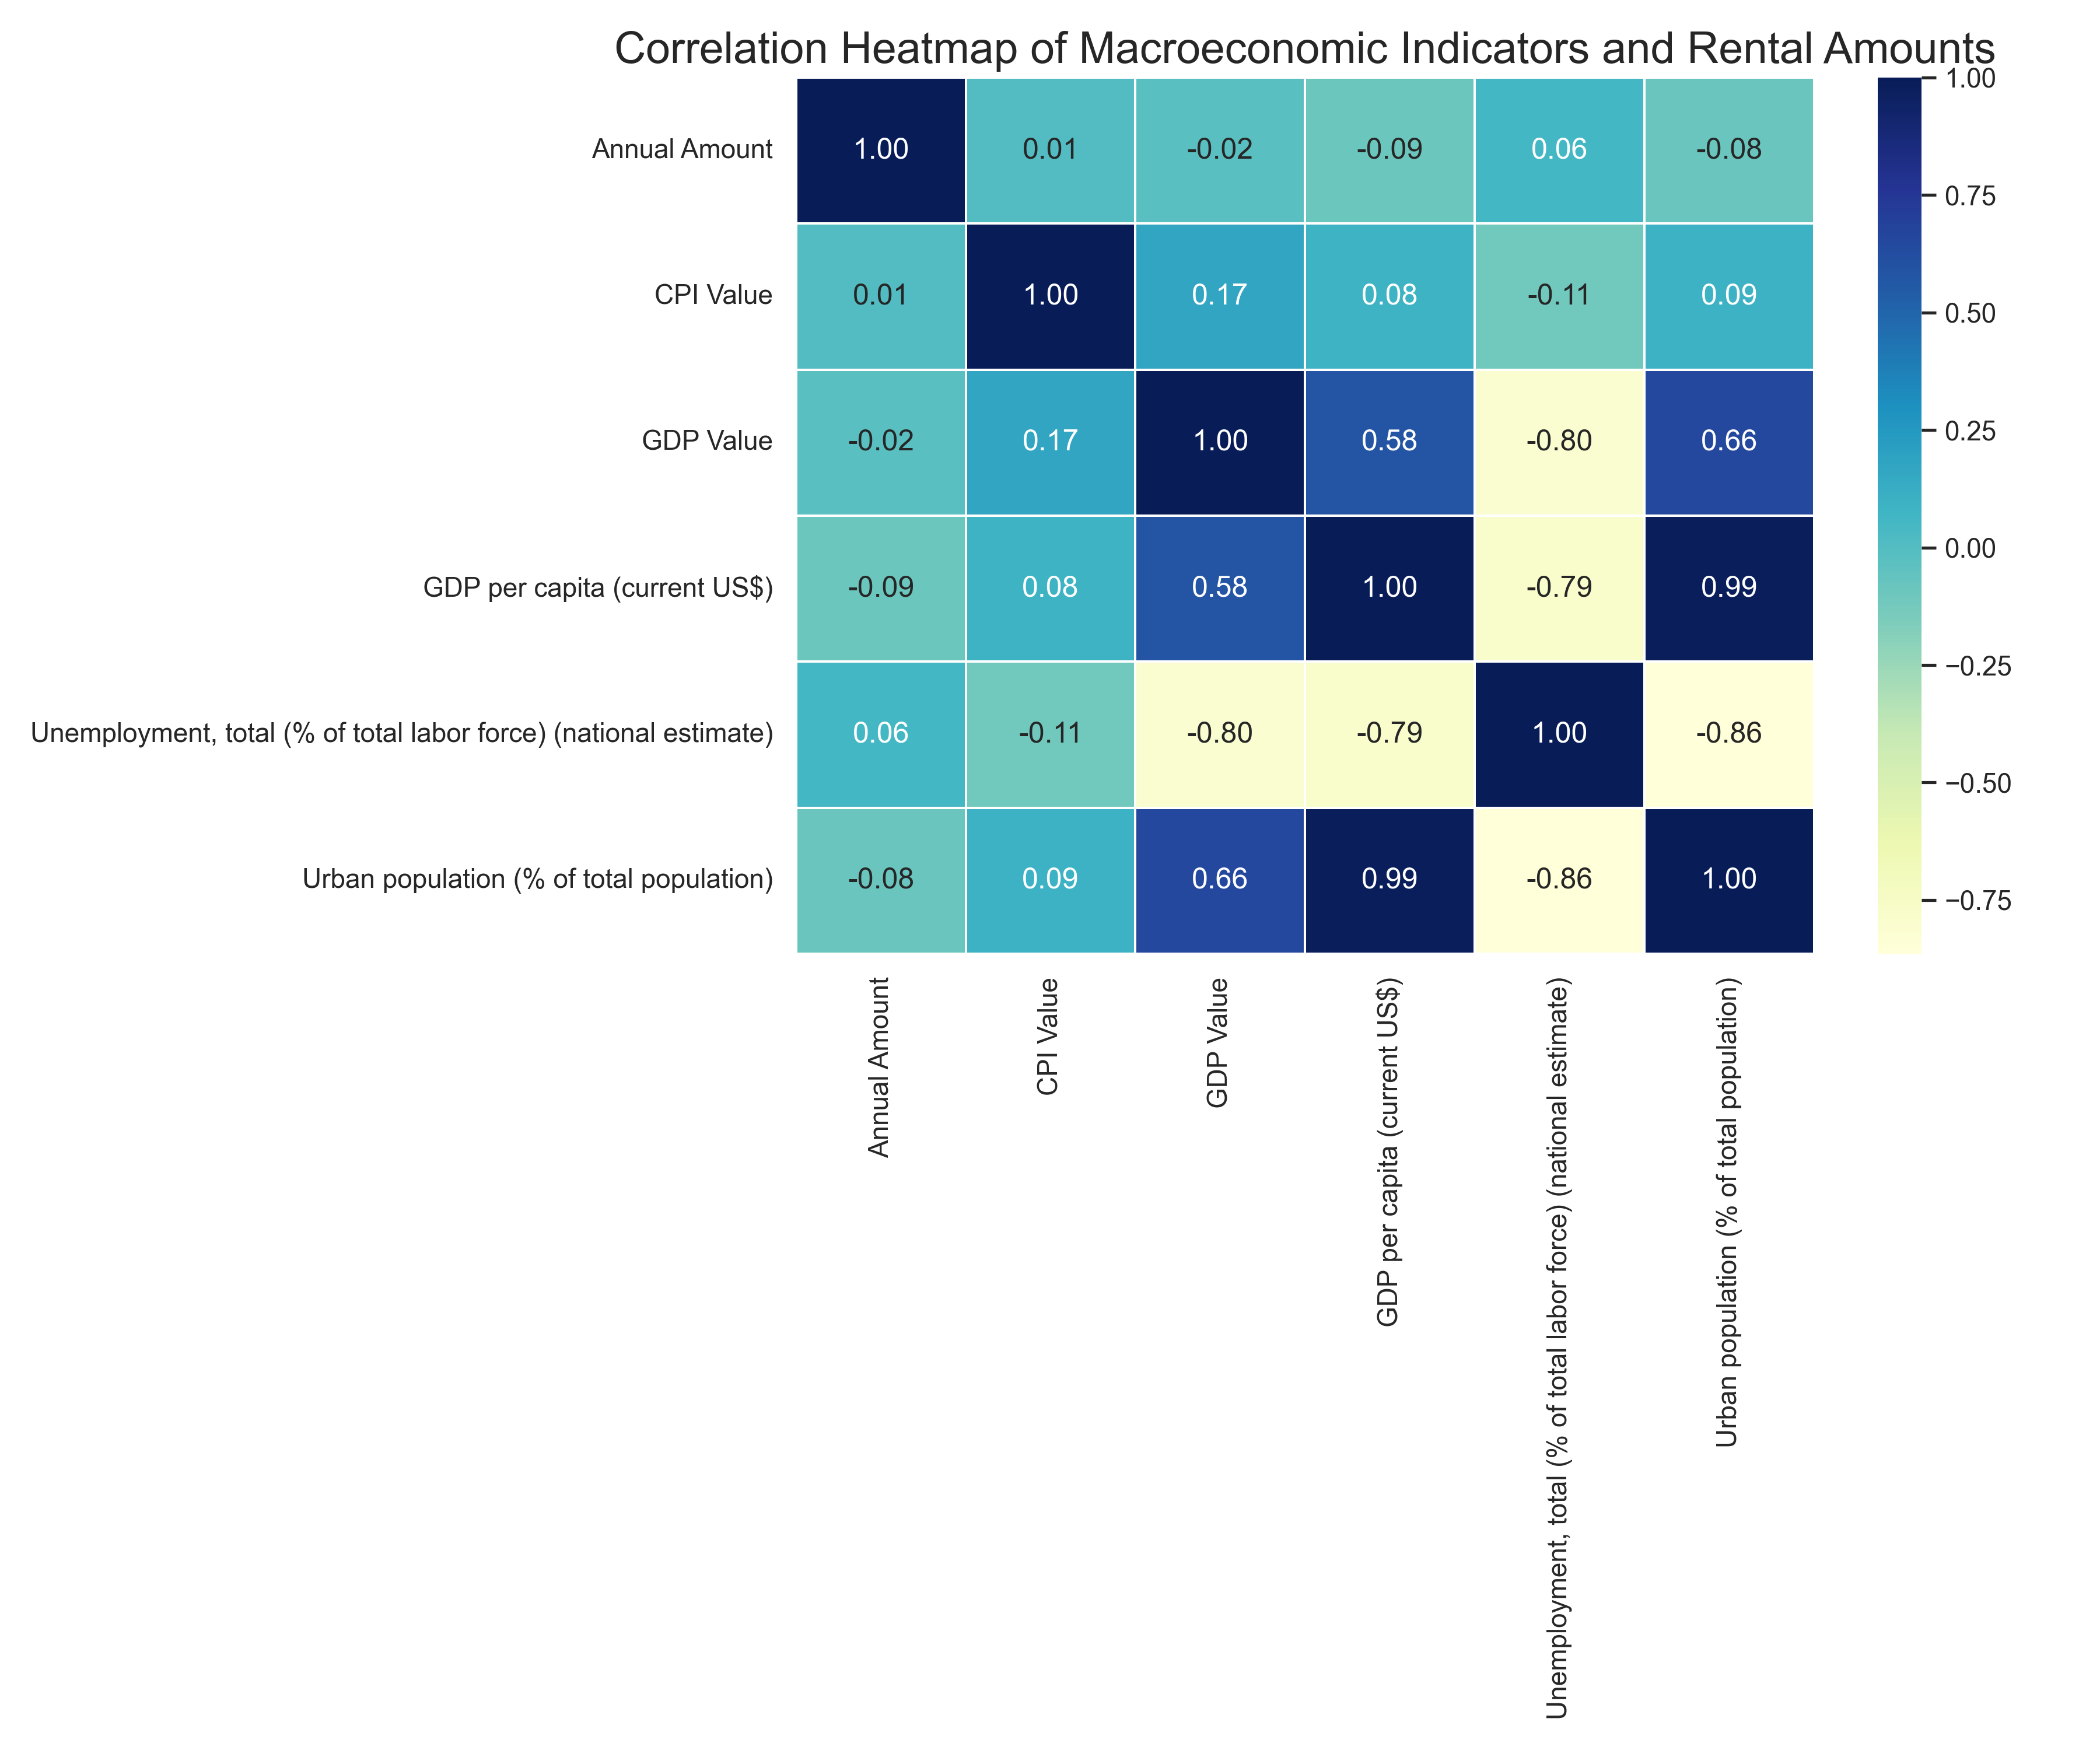 Correlation Heatmap of Macroeconomic Indicators and Rental Amounts
Annual Amount 1.00 0.01 -0.02 -0.09 0.06 -0.08
CPI Value 0.01 1.00 0.17 0.08 -0.11 0.09
GDP Value -0.02 0.17 1.00 0.58 -0.80 0.66
GDP per capita (current US$) -0.09 0.08 0.58 1.00 -0.79 0.99
Unemployment, total (% of total labor force) (national estimate) 0.06 -0.11 -0.80 -0.79 1.00 -0.86
Urban population (% of total population) -0.08 0.09 0.66 0.99 -0.86 1.00
Annual Amount
CPI Value
GDP Value
GDP per capita (current US$)
Unemployment, total (% of total labor force) (national estimate)
Urban population (% of total population)
1.00
0.75
0.50
0.25
0.00
−0.25
−0.50
−0.75